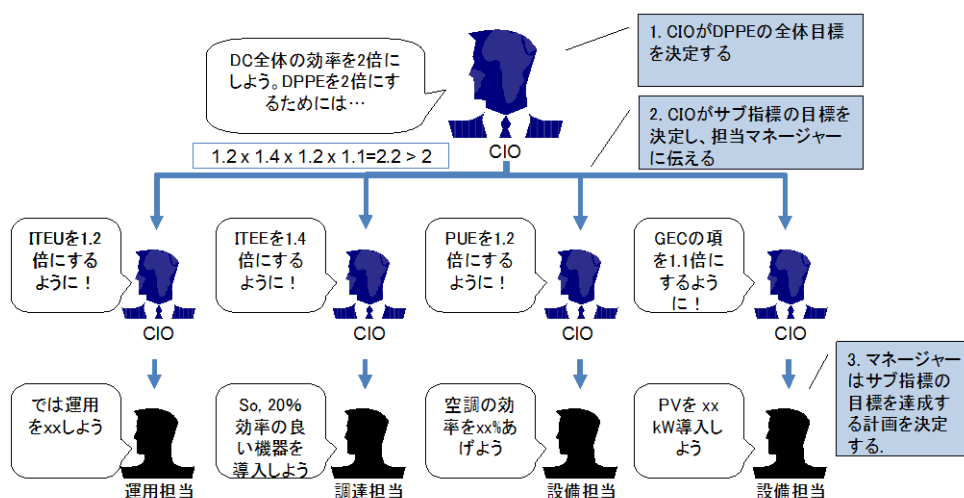 DC全体の効率を2倍に
しよう。DPPEを2倍にす
るためには…
1. CIOがDPPEの全体目標
を決定する
2. CIOがサブ指標の目標を
決定し、担当マネージャー
に伝える
CIO
1.2 x 1.4 x 1.2 x 1.1=2.2 > 2
ITEUを1.2
倍にする
ように！
CIO
ITEEを1.4
倍にする
ように！
CIO
PUEを1.2
倍にする
ように！
CIO
GECの項
を1.1倍に
するよう
に！
CIO
3. マネージャー
はサブ指標の
目標を達成す
る計画を決定
する.
では運用
をxxしよう
運用担当
So, 20%
効率の良
い機器を
導入しよう
調達担当
空調の効
率をxx%あ
げよう
設備担当
PVを xx
kW導入し
よう
設備担当